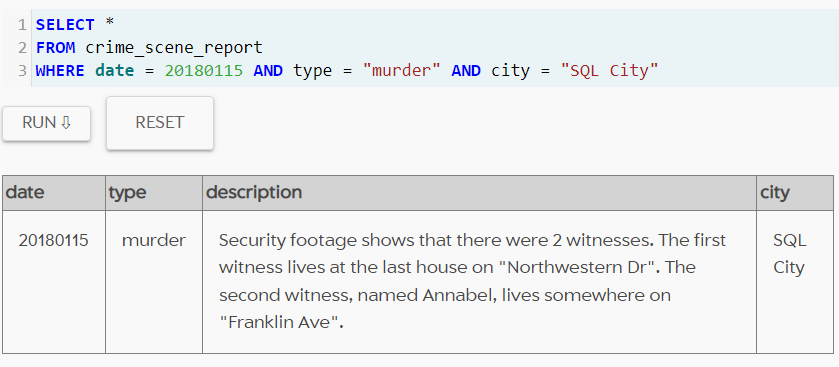 1 SELECT *
2 FROM crime_scene_report
3 WHERE date = 20180115 AND type = "murder" AND city = "SQL City"
RUN ⇩ RESET
date type description city
20180115 murder Security footage shows that there were 2 witnesses. The first SQL
witness lives at the last house on "Northwestern Dr". The City
second witness, named Annabel, lives somewhere on
"Franklin Ave".